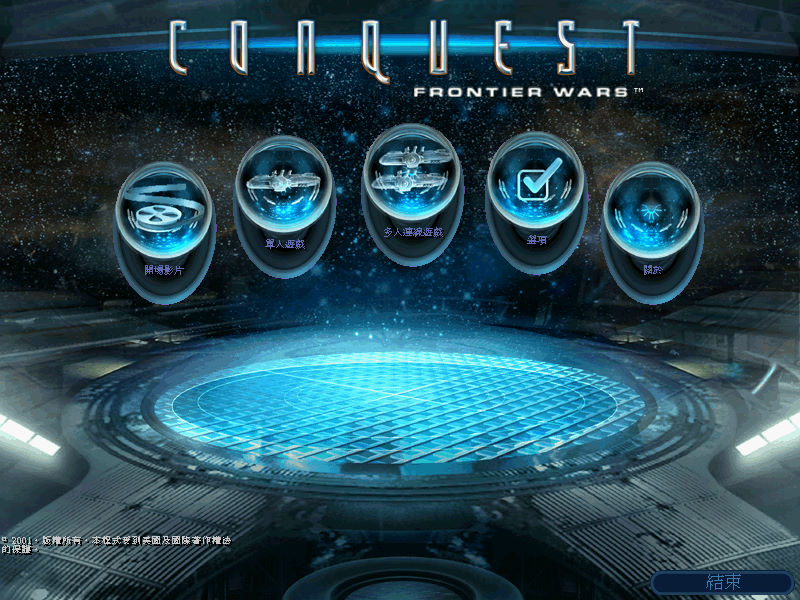 CONQUEST
FRONTIER WARS™
開場影片
單人遊戲
多人連線遊戲
選項
關於
© 2001,版權所有,本程式受到美國及國際著作權法
的保護。
結束